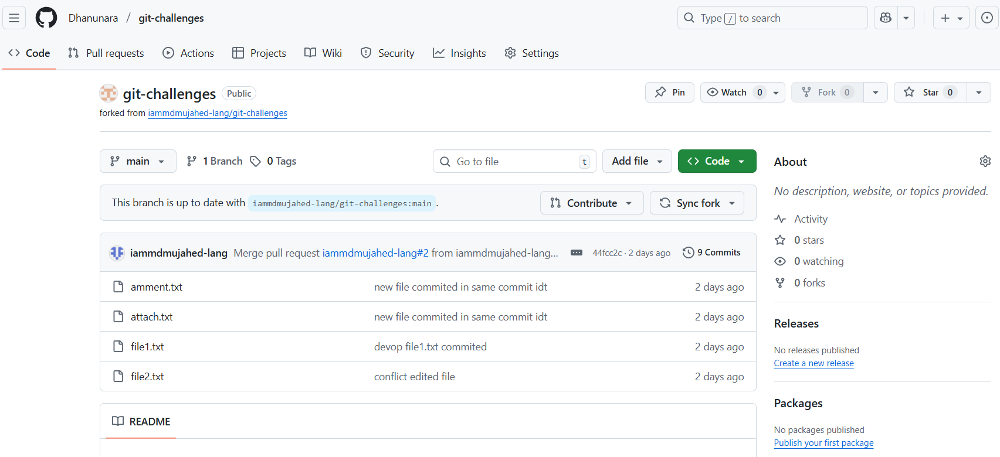 Dhanunara / git-challenges
Type / to search
Code Pull requests Actions Projects Wiki Security Insights Settings
git-challenges Public
Pin Watch 0 Fork 0 Star 0
forked from iammdmujahed-lang/git-challenges
main 1 Branch 0 Tags Go to file t Add file Code
This branch is up to date with iammdmujahed-lang/git-challenges:main .
Contribute Sync fork
iammdmujahed-lang Merge pull request iammdmujahed-lang#2 from iammdmujahed-lang... 44fcc2c · 2 days ago 9 Commits
amment.txt new file commited in same commit idt 2 days ago
attach.txt new file commited in same commit idt 2 days ago
file1.txt devop file1.txt commited 2 days ago
file2.txt conflict edited file 2 days ago
README
About
No description, website, or topics provided.
Activity
0 stars
0 watching
0 forks
Releases
No releases published
Create a new release
Packages
No packages published
Publish your first package